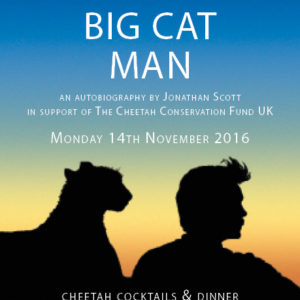 BIG CAT
MAN
AN AUTOBIOGRAPHY BY JONATHAN SCOTT
IN SUPPORT OF THE CHEETAH CONSERVATION FUND UK
MONDAY 14TH NOVEMBER 2016
CHEETAH COCKTAILS & DINNER